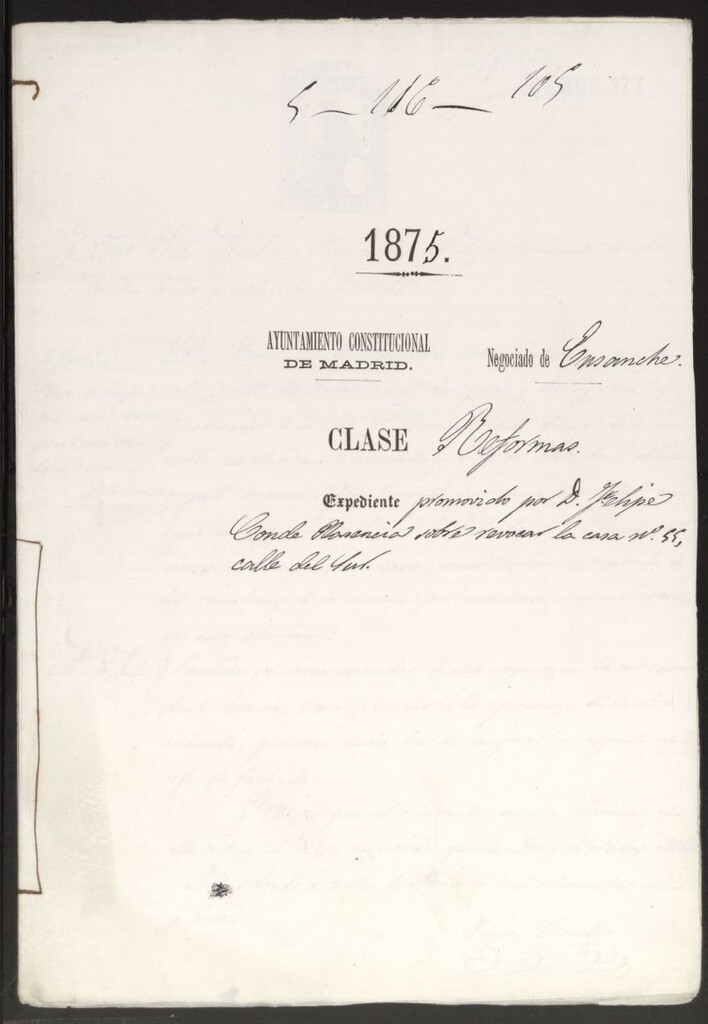 5 — 116 — 105
1875.
AYUNTAMIENTO CONSTITUCIONAL
DE MADRID.
Negociado de Ensanche.
CLASE Reformas.
Expediente promovido por D. Felipe
Conde Plasencia sobre revocar la casa nº. 55,
calle del Sur.